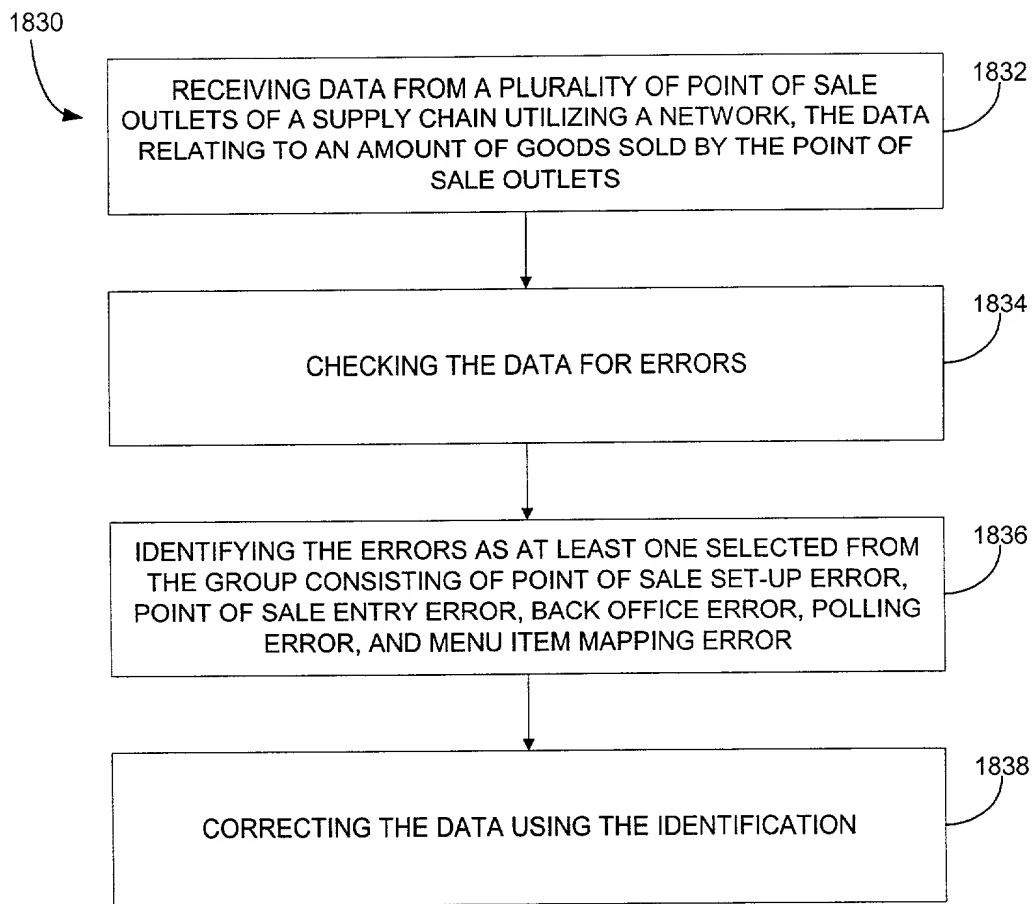 1830
1832
RECEIVING DATA FROM A PLURALITY OF POINT OF SALE
OUTLETS OF A SUPPLY CHAIN UTILIZING A NETWORK, THE DATA
RELATING TO AN AMOUNT OF GOODS SOLD BY THE POINT OF
SALE OUTLETS
1834
CHECKING THE DATA FOR ERRORS
1836
IDENTIFYING THE ERRORS AS AT LEAST ONE SELECTED FROM
THE GROUP CONSISTING OF POINT OF SALE SET-UP ERROR,
POINT OF SALE ENTRY ERROR, BACK OFFICE ERROR, POLLING
ERROR, AND MENU ITEM MAPPING ERROR
1838
CORRECTING THE DATA USING THE IDENTIFICATION